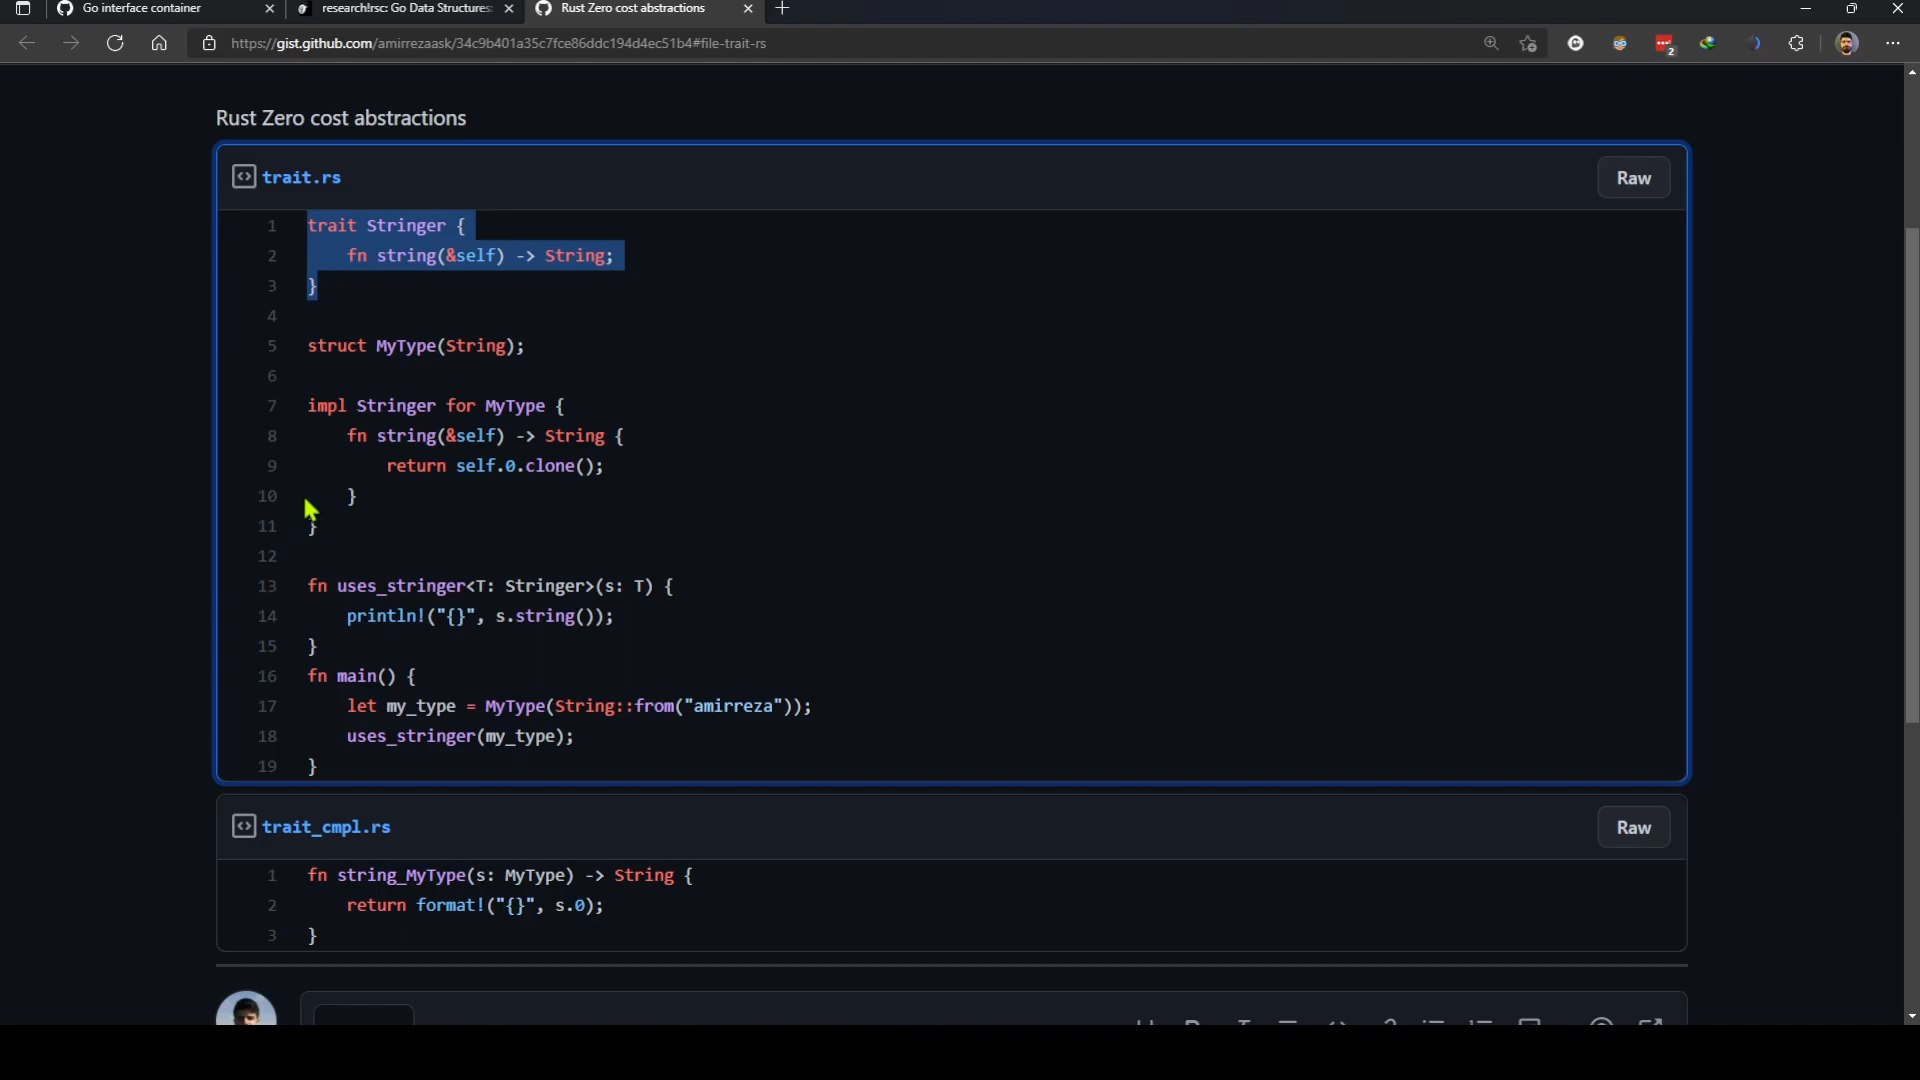 Go interface container
research!rsc: Go Data Structures:
Rust Zero cost abstractions
https://gist.github.com/amirrezaask/34c9b401a35c7fce86ddc194d4ec51b4#file-trait-rs
2
Rust Zero cost abstractions
trait.rs
Raw
1 trait Stringer {
2 fn string(&self) -> String;
3 }
4
5 struct MyType(String);
6
7 impl Stringer for MyType {
8 fn string(&self) -> String {
9 return self.0.clone();
10 }
11 }
12
13 fn uses_stringer<T: Stringer>(s: T) {
14 println!("{}", s.string());
15 }
16 fn main() {
17 let my_type = MyType(String::from("amirreza"));
18 uses_stringer(my_type);
19 }
trait_cmpl.rs
Raw
1 fn string_MyType(s: MyType) -> String {
2 return format!("{}", s.0);
3 }